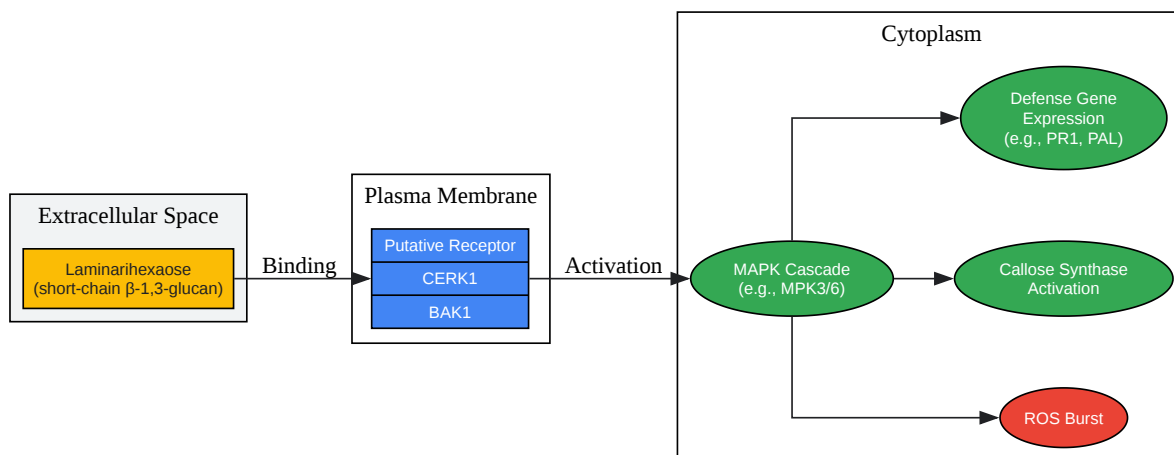 Extracellular Space
Laminarihexaose
(short-chain β-1,3-glucan)
Binding
Plasma Membrane
Putative Receptor
CERK1
BAK1
Activation
Cytoplasm
MAPK Cascade
(e.g., MPK3/6)
Defense Gene
Expression
(e.g., PR1, PAL)
Callose Synthase
Activation
ROS Burst